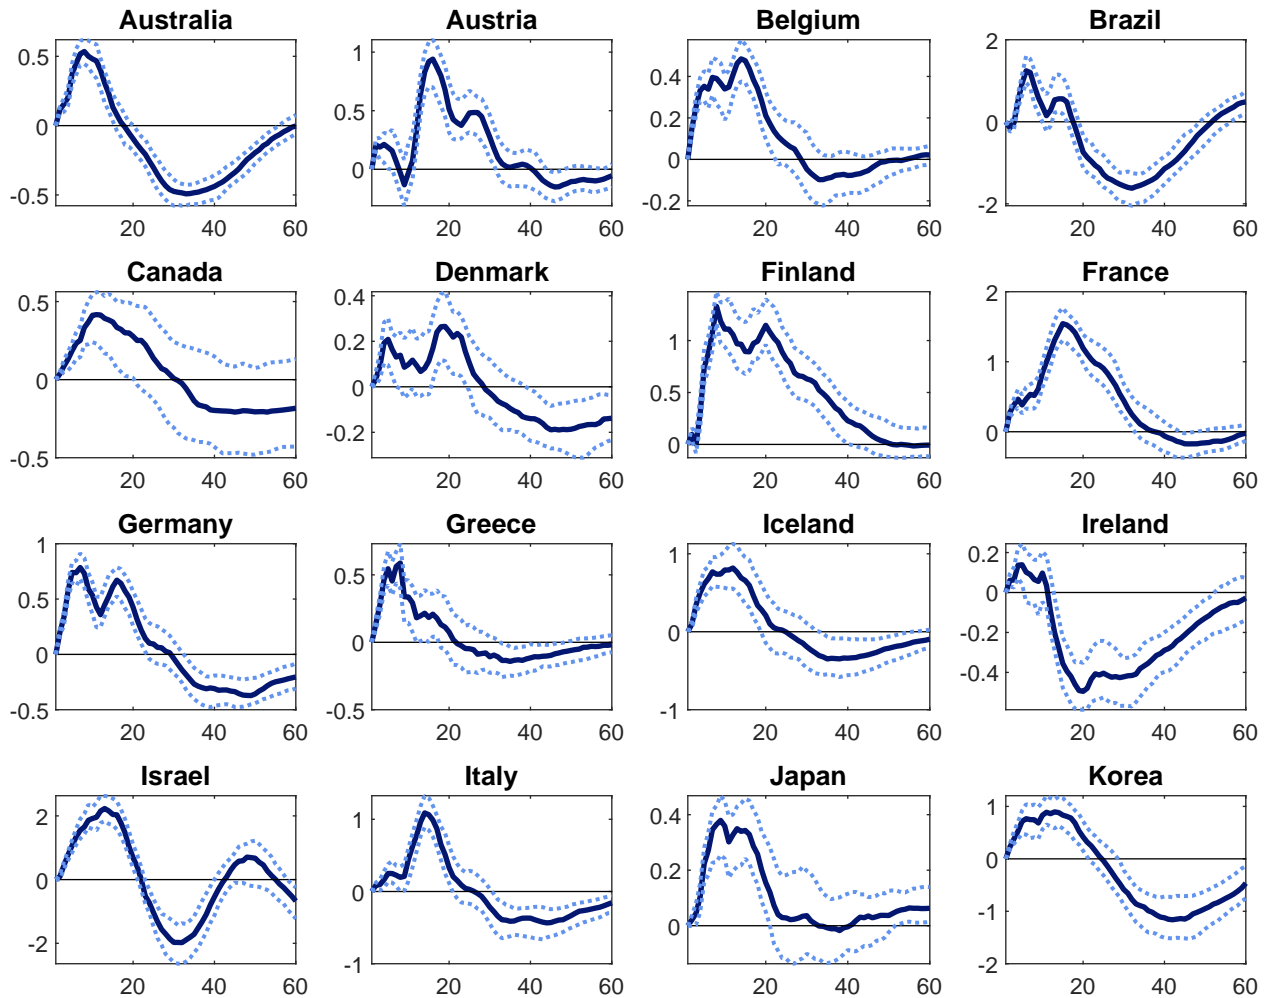 Australia Austria Belgium Brazil
0.5 0 -0.5 20 40 60
1 0.5 0 20 40 60
0.4 0.2 0 -0.2 20 40 60
2 0 -2 20 40 60
Canada Denmark Finland France
0.5 0 -0.5 20 40 60
0.4 0.2 0 -0.2 20 40 60
1 0.5 0 20 40 60
2 1 0 20 40 60
Germany Greece Iceland Ireland
1 0.5 0 -0.5 20 40 60
0.5 0 -0.5 20 40 60
1 0 -1 20 40 60
0.2 0 -0.2 -0.4 20 40 60
Israel Italy Japan Korea
2 0 -2 20 40 60
1 0 -1 20 40 60
0.4 0.2 0 20 40 60
1 0 -1 -2 20 40 60